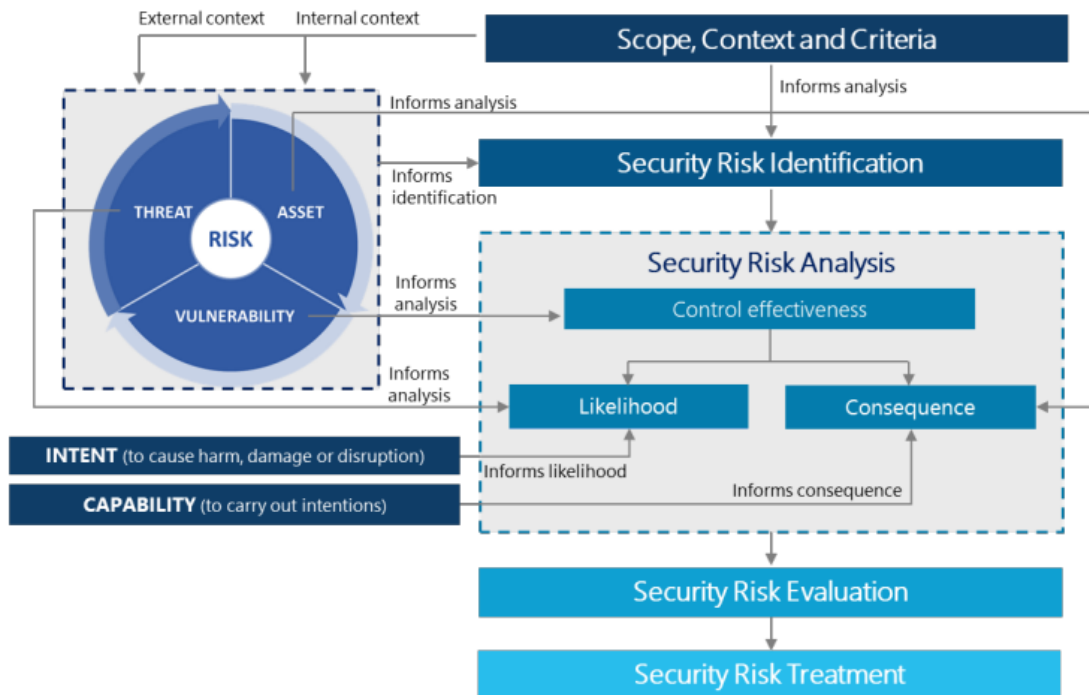 External context
Internal context
Scope, Context and Criteria
Informs analysis
Informs analysis
Security Risk Identification
Informs
identification
THREAT
ASSET
RISK
VULNERABILITY
Security Risk Analysis
Informs
analysis
Control effectiveness
Informs
analysis
Likelihood
Consequence
INTENT (to cause harm, damage or disruption)
Informs likelihood
CAPABILITY (to carry out intentions)
Informs consequence
Security Risk Evaluation
Security Risk Treatment